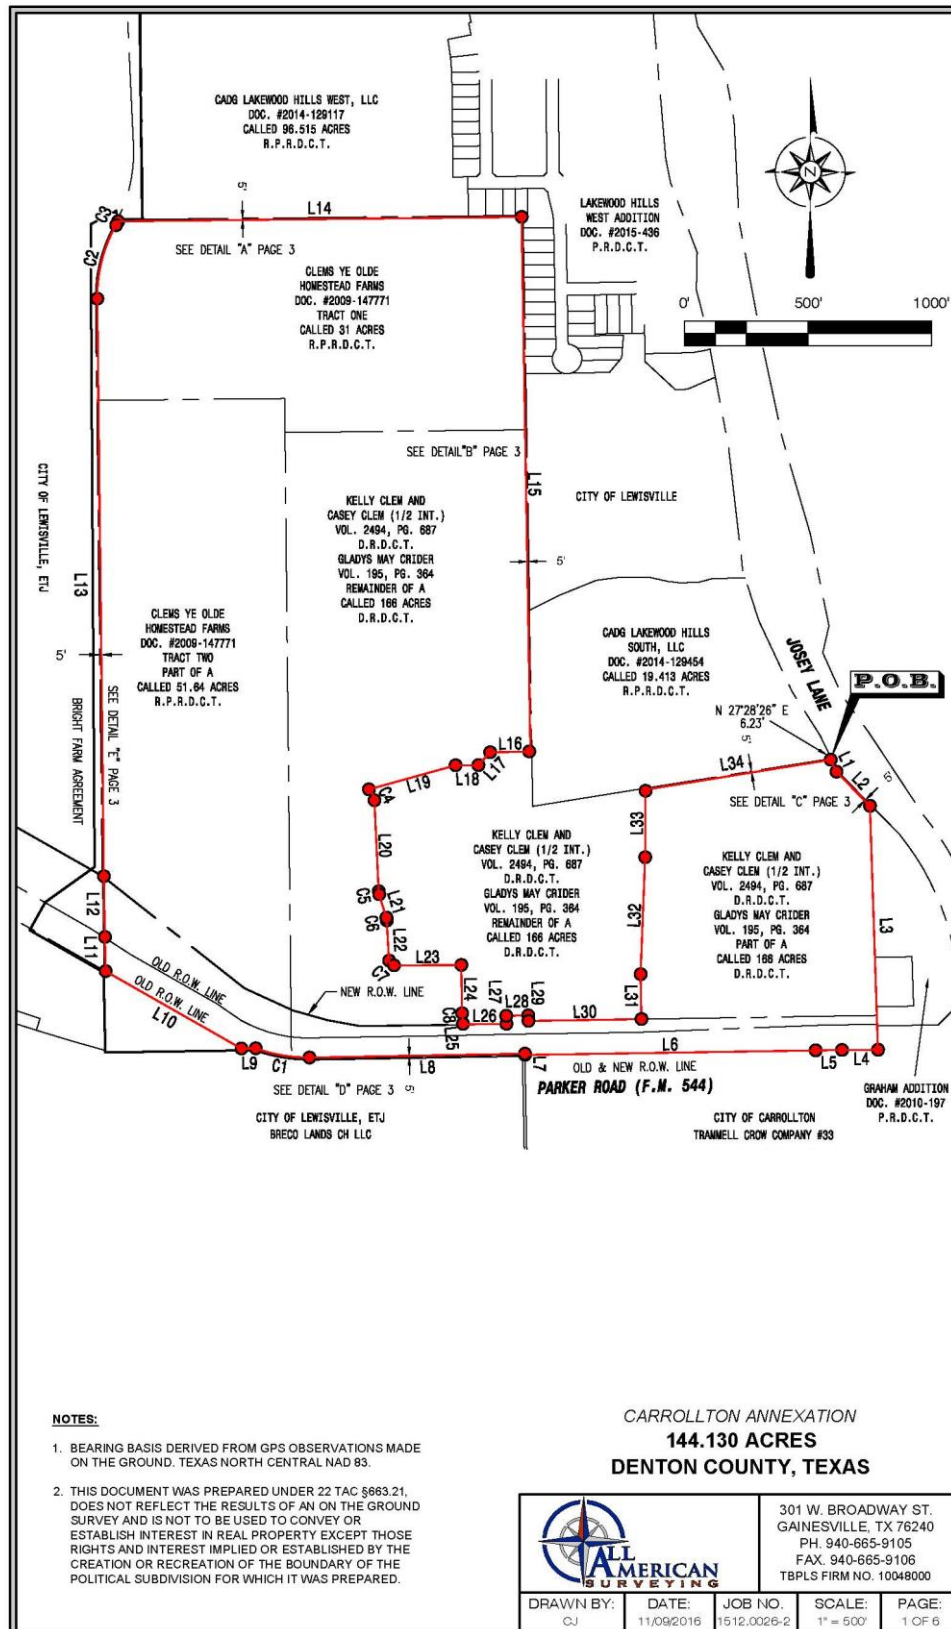 CADG LAKEWOOD HILLS WEST, LLC
DOC. #2014-129117
CALLED 96.515 ACRES
R.P.R.D.C.T.
LAKEWOOD HILLS
WEST ADDITION
DOC. #2015-436
P.R.D.C.T.
N
0'
500'
1000'
C3
C2
5'
L14
SEE DETAIL "A" PAGE 3
CLEMS YE OLDE
HOMESTEAD FARMS
DOC. #2009-147771
TRACT ONE
CALLED 31 ACRES
R.P.R.D.C.T.
SEE DETAIL"B" PAGE 3
L15
CITY OF LEWISVILLE
5'
CITY OF LEWISVILLE, ETJ
L13
5'
BRIGHT FARM AGREEMENT
SEE DETAIL "E" PAGE 3
KELLY CLEM AND
CASEY CLEM (1/2 INT.)
VOL. 2494, PG. 687
D.R.D.C.T.
GLADYS MAY CRIDER
VOL. 195, PG. 364
REMAINDER OF A
CALLED 166 ACRES
D.R.D.C.T.
CLEMS YE OLDE
HOMESTEAD FARMS
DOC. #2009-147771
TRACT TWO
PART OF A
CALLED 51.64 ACRES
R.P.R.D.C.T.
CADG LAKEWOOD HILLS
SOUTH, LLC
DOC. #2014-129454
CALLED 19.413 ACRES
R.P.R.D.C.T.
JOSEY LANE
P.O.B.
N 27°28'26" E
6.23'
5'
L1
L2
5'
L34
SEE DETAIL "C" PAGE 3
L16
L17
L18
L19
C4
L20
C5
L21
C6
L22
C7
L23
L24
C8
L25
L26
L27
L28
L29
L30
L31
L32
L33
KELLY CLEM AND
CASEY CLEM (1/2 INT.)
VOL. 2494, PG. 687
D.R.D.C.T.
GLADYS MAY CRIDER
VOL. 195, PG. 364
REMAINDER OF A
CALLED 166 ACRES
D.R.D.C.T.
KELLY CLEM AND
CASEY CLEM (1/2 INT.)
VOL. 2494, PG. 687
D.R.D.C.T.
GLADYS MAY CRIDER
VOL. 195, PG. 364
PART OF A
CALLED 166 ACRES
D.R.D.C.T.
L3
L12
L11
OLD R.O.W. LINE
OLD R.O.W. LINE
L10
NEW R.O.W. LINE
L9
C1
L8
5'
L7
L6
L5
L4
OLD & NEW R.O.W. LINE
PARKER ROAD (F.M. 544)
SEE DETAIL "D" PAGE 3
CITY OF LEWISVILLE, ETJ
BRECO LANDS CH LLC
CITY OF CARROLLTON
TRAMMELL CROW COMPANY #33
GRAHAM ADDITION
DOC. #2010-197
P.R.D.C.T.
NOTES:
1. BEARING BASIS DERIVED FROM GPS OBSERVATIONS MADE
ON THE GROUND. TEXAS NORTH CENTRAL NAD 83.
2. THIS DOCUMENT WAS PREPARED UNDER 22 TAC §663.21,
DOES NOT REFLECT THE RESULTS OF AN ON THE GROUND
SURVEY AND IS NOT TO BE USED TO CONVEY OR
ESTABLISH INTEREST IN REAL PROPERTY EXCEPT THOSE
RIGHTS AND INTEREST IMPLIED OR ESTABLISHED BY THE
CREATION OR RECREATION OF THE BOUNDARY OF THE
POLITICAL SUBDIVISION FOR WHICH IT WAS PREPARED.
CARROLLTON ANNEXATION
144.130 ACRES
DENTON COUNTY, TEXAS
ALL
AMERICAN
SURVEYING
301 W. BROADWAY ST.
GAINESVILLE, TX 76240
PH. 940-665-9105
FAX. 940-665-9106
TBPLS FIRM NO. 10048000
DRAWN BY: DATE: JOB NO. SCALE: PAGE:
CJ 11/09/2016 1512.0026-2 1" = 500' 1 OF 6